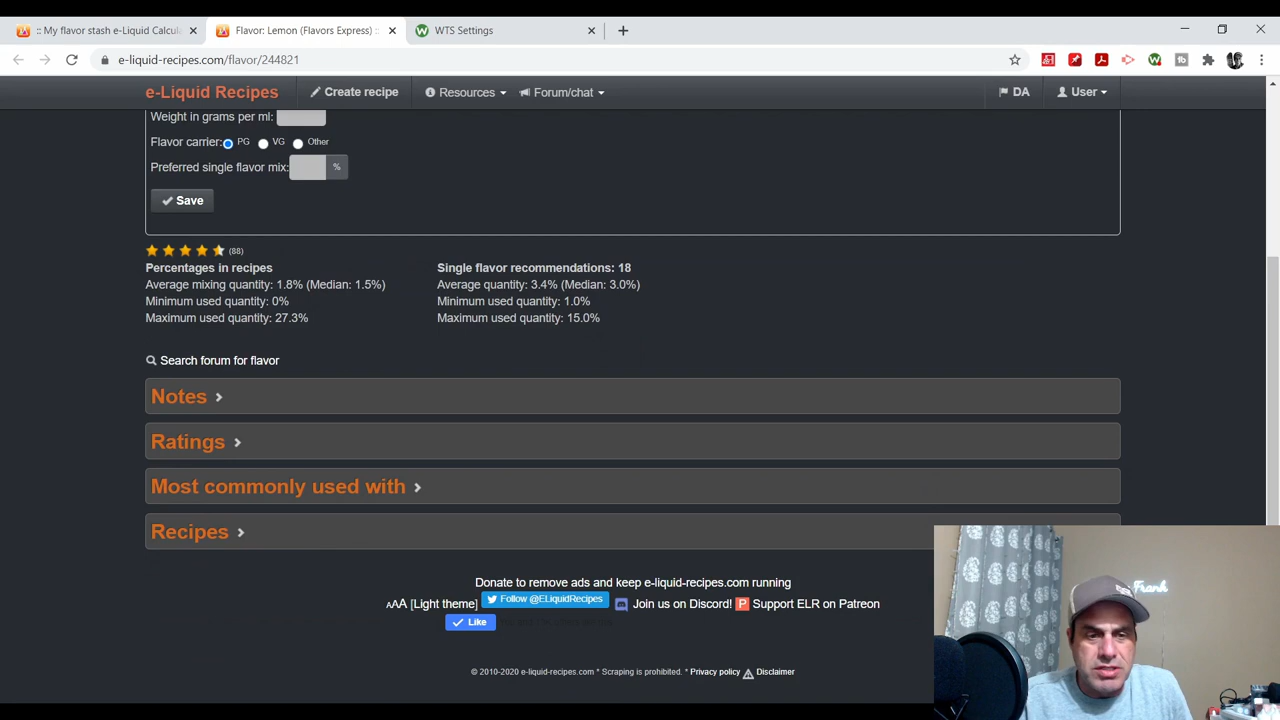 :: My flavor stash e-Liquid Calcul
Flavor: Lemon (Flavors Express) ::
WTS Settings
e-liquid-recipes.com/flavor/244821
e-Liquid Recipes
Create recipe
Resources
Forum/chat
DA
User
Weight in grams per ml:
Flavor carrier: PG VG Other
Preferred single flavor mix: %
Save
(88)
Percentages in recipes
Average mixing quantity: 1.8% (Median: 1.5%)
Minimum used quantity: 0%
Maximum used quantity: 27.3%
Single flavor recommendations: 18
Average quantity: 3.4% (Median: 3.0%)
Minimum used quantity: 1.0%
Maximum used quantity: 15.0%
Search forum for flavor
Notes
Ratings
Most commonly used with
Recipes
Donate to remove ads and keep e-liquid-recipes.com running
AAA [Light theme] Follow @ELiquidRecipes Join us on Discord! Support ELR on Patreon
Like
© 2010-2020 e-liquid-recipes.com * Scraping is prohibited. * Privacy policy Disclaimer
Frank